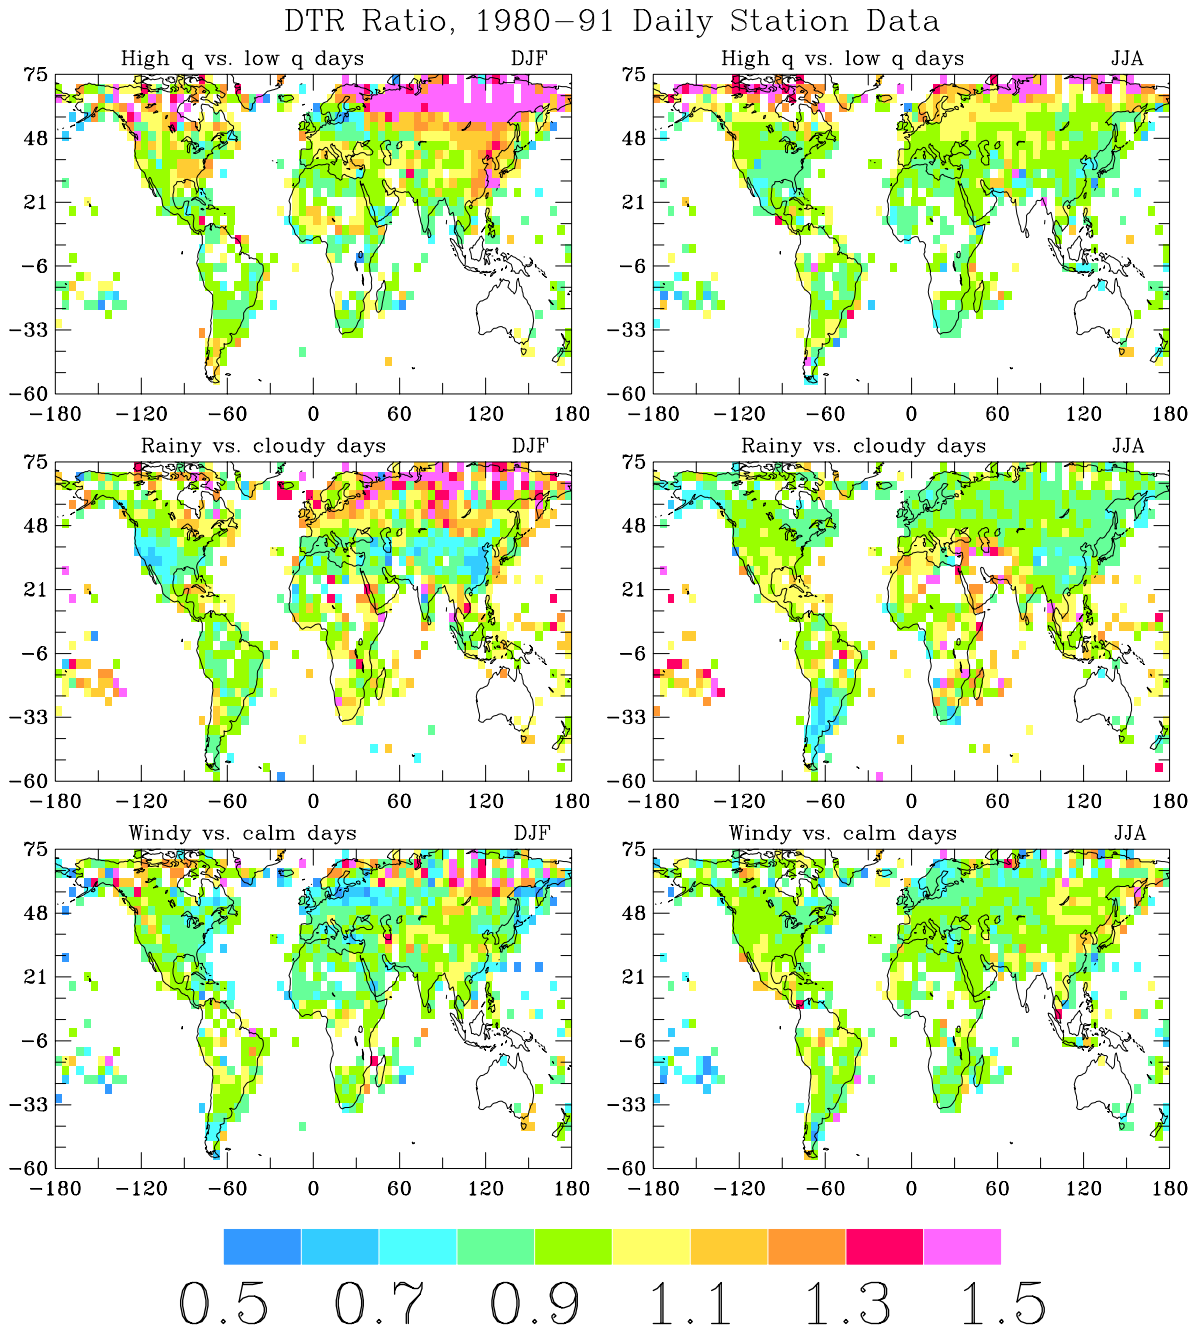 DTR Ratio, 1980−91 Daily Station Data
High q vs. low q days DJF
High q vs. low q days JJA
75
48
21
−6
−33
−60
−180 −120 −60 0 60 120 180
75
48
21
−6
−33
−60
−180 −120 −60 0 60 120 180
Rainy vs. cloudy days DJF
Rainy vs. cloudy days JJA
75
48
21
−6
−33
−60
−180 −120 −60 0 60 120 180
75
48
21
−6
−33
−60
−180 −120 −60 0 60 120 180
Windy vs. calm days DJF
Windy vs. calm days JJA
75
48
21
−6
−33
−60
−180 −120 −60 0 60 120 180
75
48
21
−6
−33
−60
−180 −120 −60 0 60 120 180
0.5 0.7 0.9 1.1 1.3 1.5